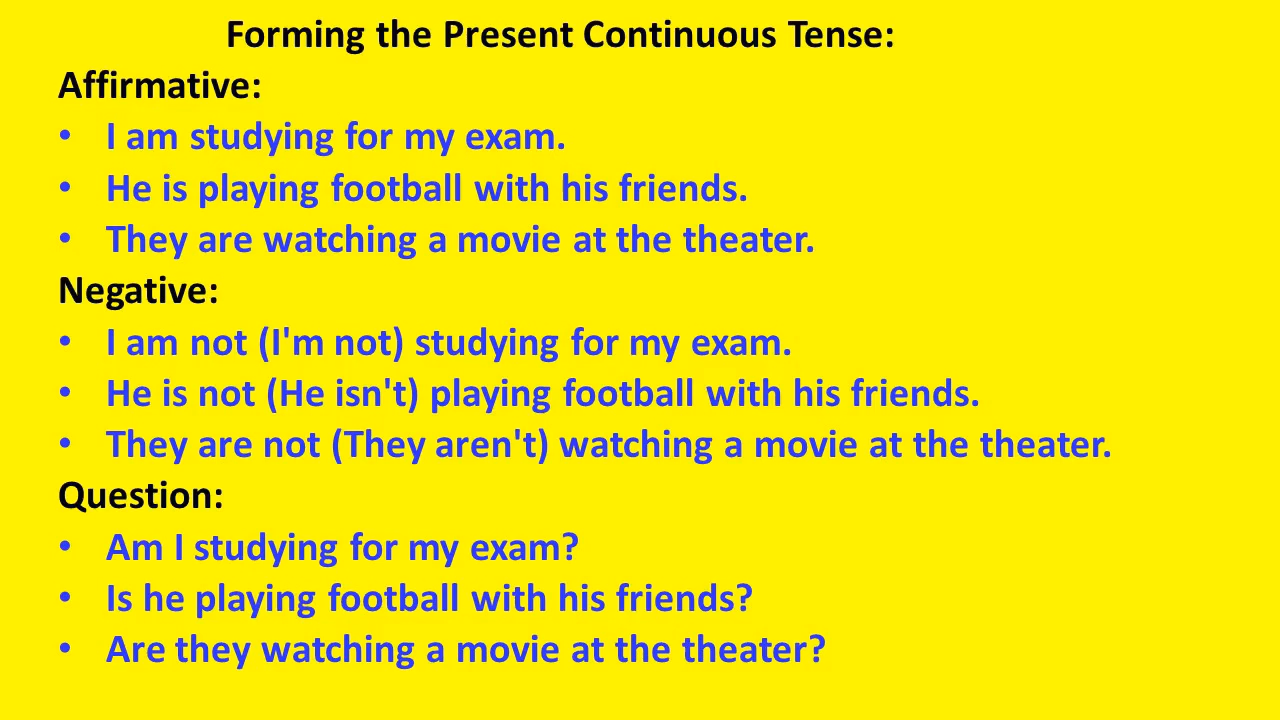 Forming the Present Continuous Tense:
Affirmative:
• I am studying for my exam.
• He is playing football with his friends.
• They are watching a movie at the theater.
Negative:
• I am not (I'm not) studying for my exam.
• He is not (He isn't) playing football with his friends.
• They are not (They aren't) watching a movie at the theater.
Question:
• Am I studying for my exam?
• Is he playing football with his friends?
• Are they watching a movie at the theater?